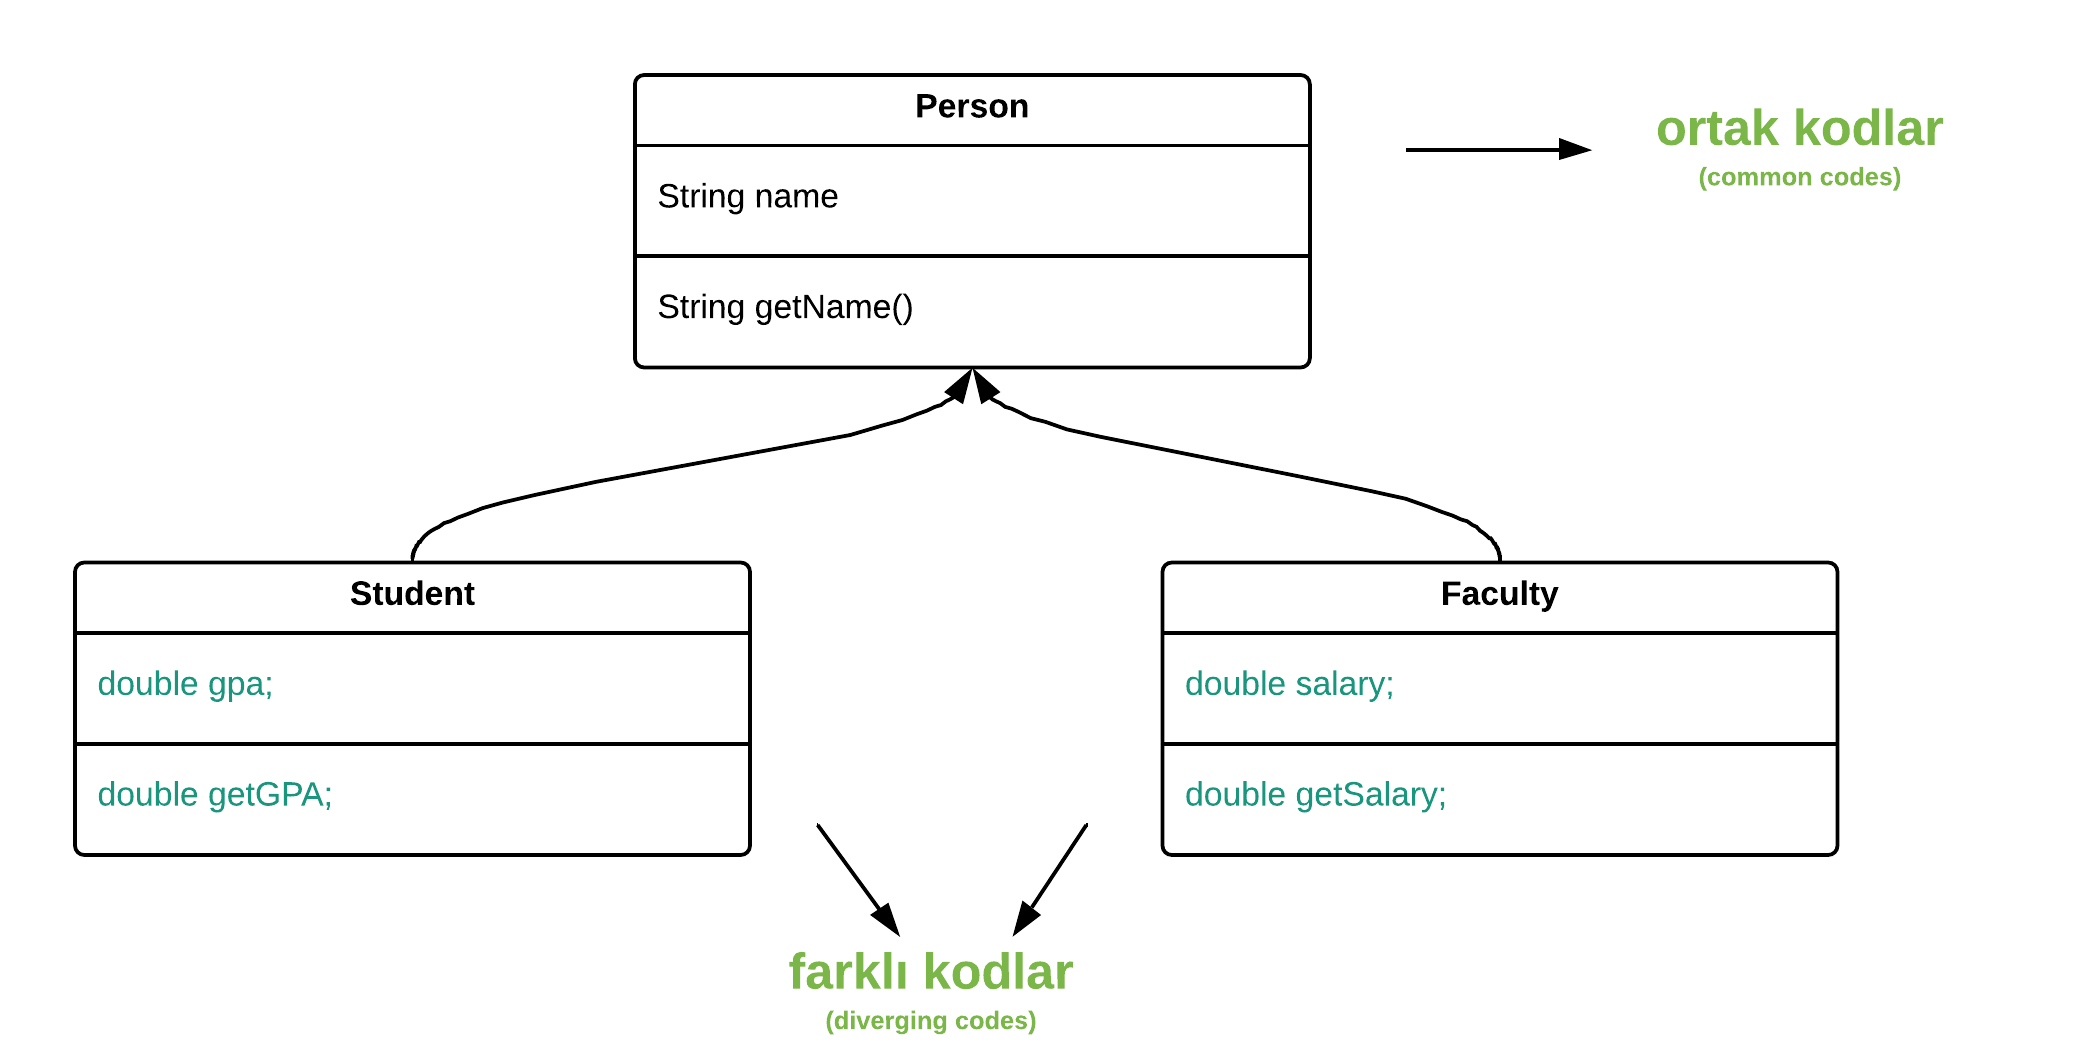 Person
String name
String getName()
ortak kodlar
(common codes)
Student
double gpa;
double getGPA;
Faculty
double salary;
double getSalary;
farklı kodlar
(diverging codes)